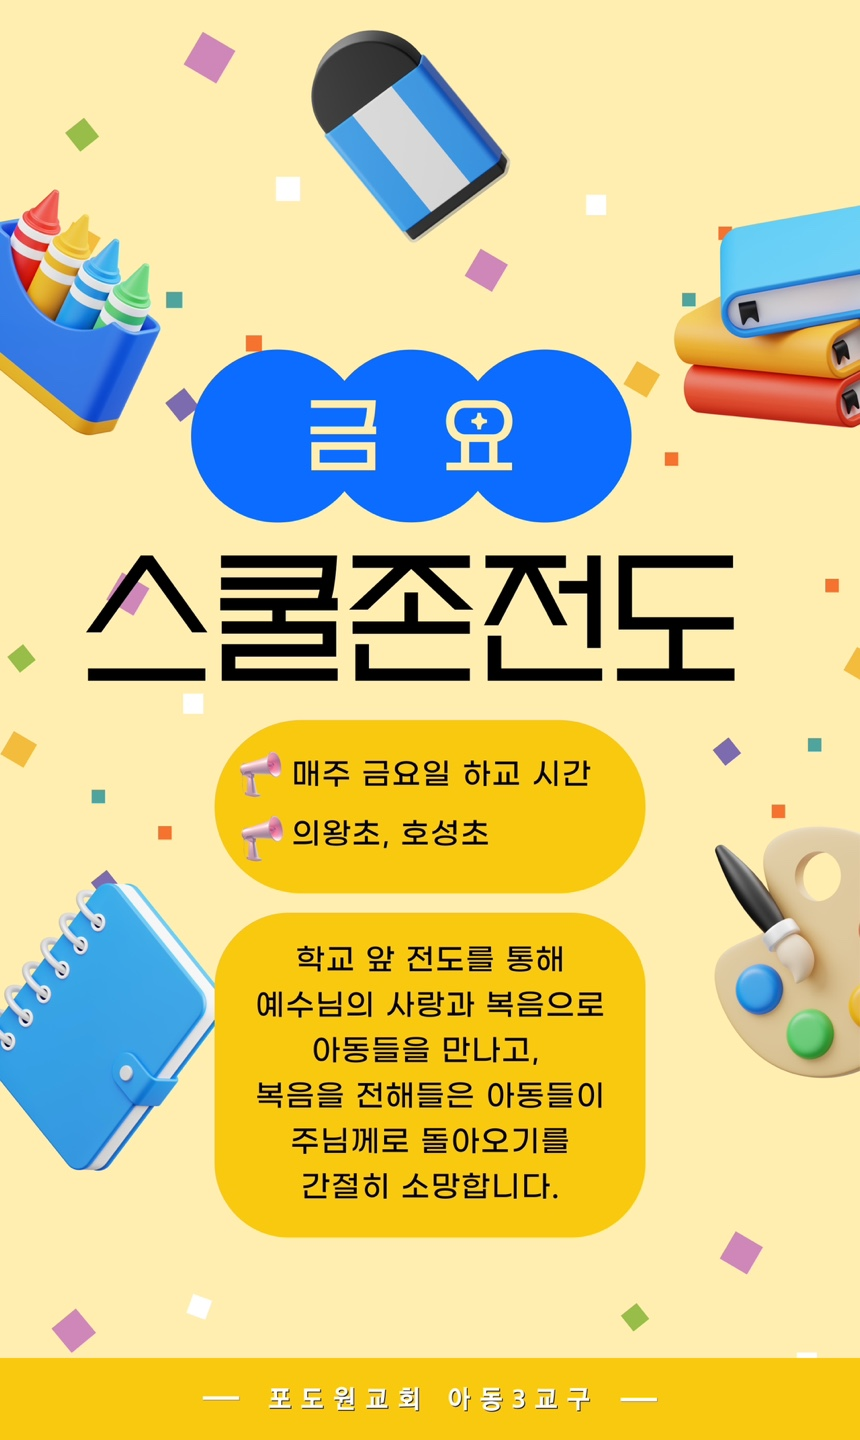 금 요
스쿨존전도
매주 금요일 하교 시간
의왕초, 호성초
학교 앞 전도를 통해
예수님의 사랑과 복음으로
아동들을 만나고,
복음을 전해들은 아동들이
주님께로 돌아오기를
간절히 소망합니다.
포도원교회 아동3교구